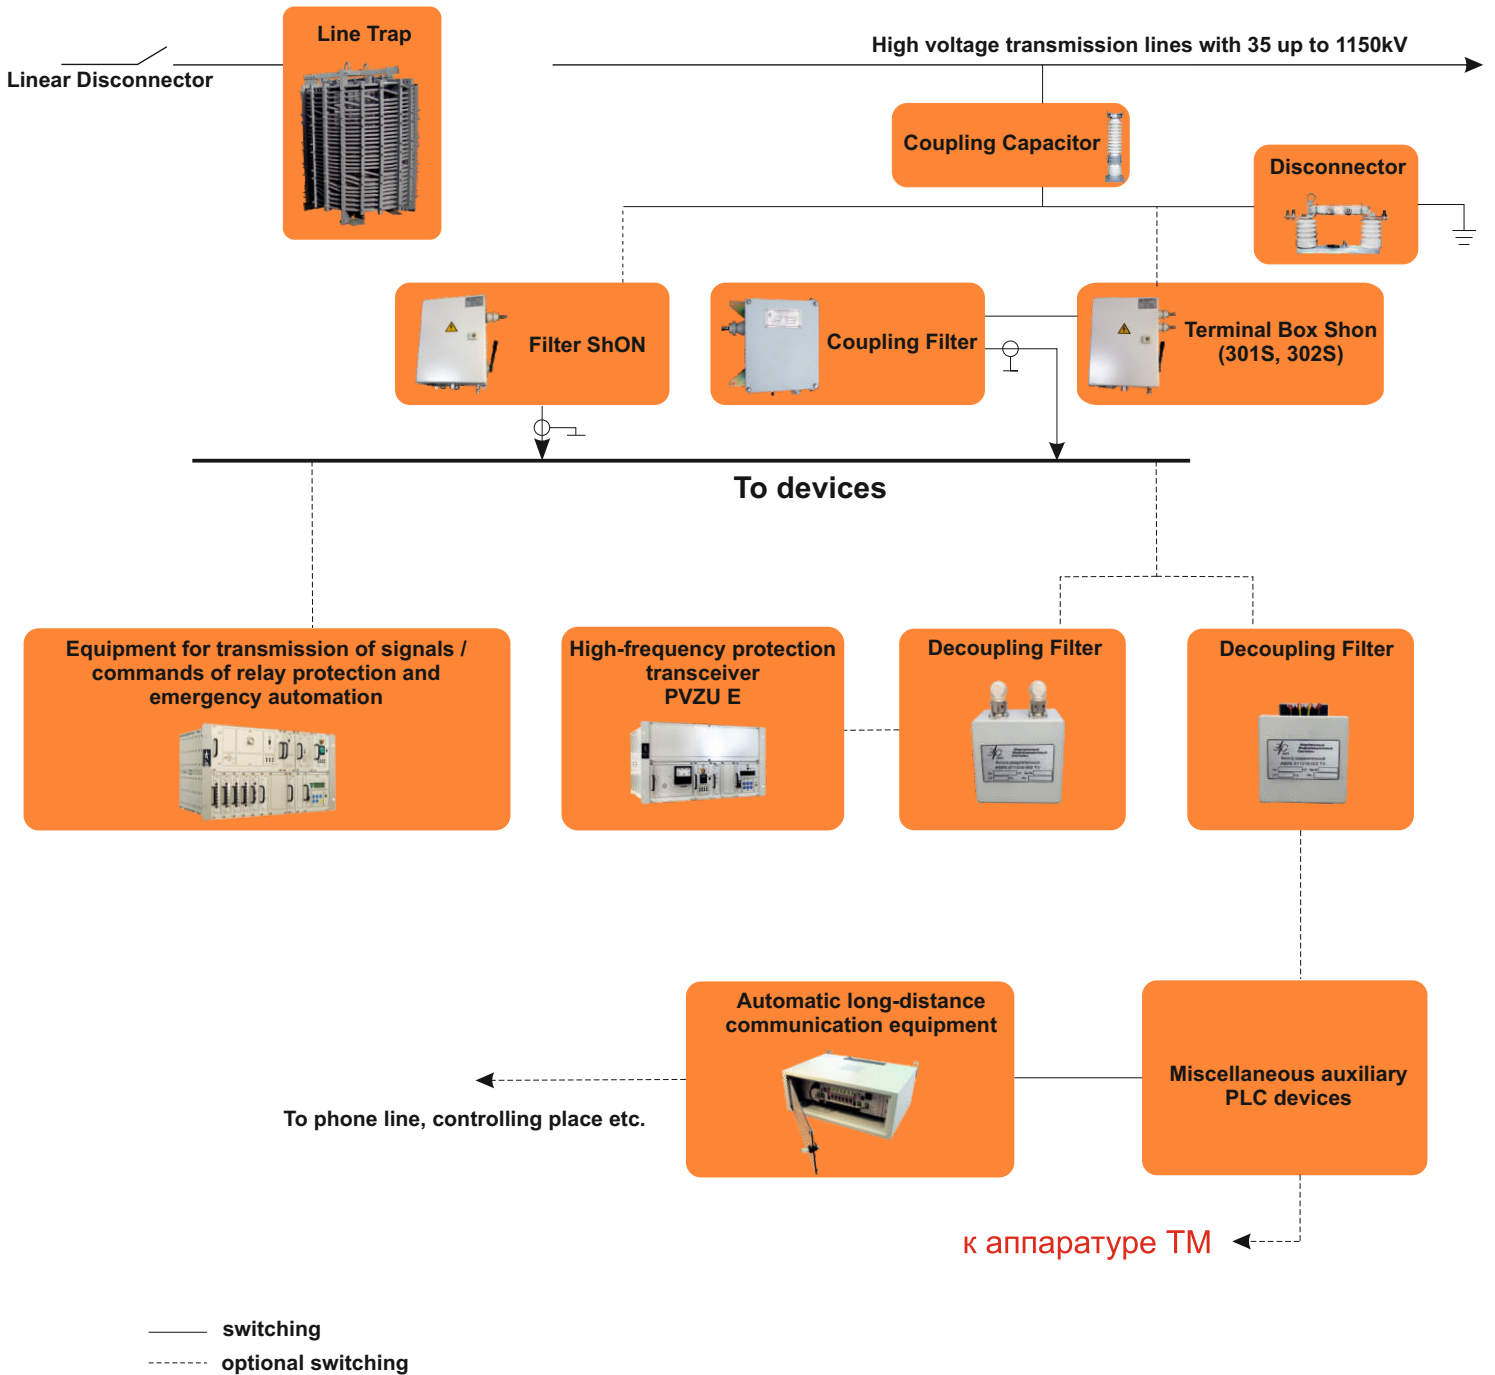 Line Trap
High voltage transmission lines with 35 up to 1150kV
Linear Disconnector
Coupling Capacitor
Disconnector
Filter ShON
Coupling Filter
Terminal Box Shon
(301S, 302S)
To devices
Equipment for transmission of signals /
commands of relay protection and
emergency automation
High-frequency protection
transceiver
PVZU E
Decoupling Filter
Decoupling Filter
Automatic long-distance
communication equipment
Miscellaneous auxiliary
PLC devices
To phone line, controlling place etc.
к аппаратуре ТМ
switching
optional switching